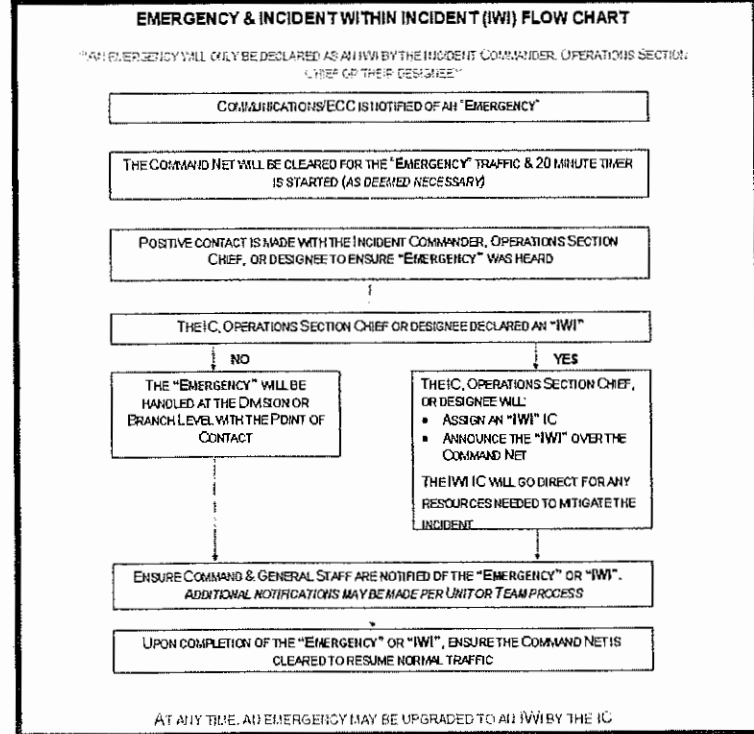 EMERGENCY & INCIDENT WITHIN INCIDENT (IWI) FLOW CHART
"AN EMERGENCY WILL ONLY BE DECLARED AS AN IWI BY THE INCIDENT COMMANDER, OPERATIONS SECTION
CHIEF OR THEIR DESIGNEE"
COMMUNICATIONS/ECC IS NOTIFIED OF AN "EMERGENCY"
THE COMMAND NET WILL BE CLEARED FOR THE "EMERGENCY" TRAFFIC & 20 MINUTE TIMER
IS STARTED (AS DEEMED NECESSARY)
POSITIVE CONTACT IS MADE WITH THE INCIDENT COMMANDER, OPERATIONS SECTION
CHIEF, OR DESIGNEE TO ENSURE "EMERGENCY" WAS HEARD
THE IC, OPERATIONS SECTION CHIEF OR DESIGNEE DECLARED AN "IWI"
NO
YES
THE "EMERGENCY" WILL BE
HANDLED AT THE DIVISION OR
BRANCH LEVEL WITH THE POINT OF
CONTACT
THE IC, OPERATIONS SECTION CHIEF,
OR DESIGNEE WILL:
• ASSIGN AN "IWI" IC
• ANNOUNCE THE "IWI" OVER THE
COMMAND NET
THE IWI IC WILL GO DIRECT FOR ANY
RESOURCES NEEDED TO MITIGATE THE
INCIDENT
ENSURE COMMAND & GENERAL STAFF ARE NOTIFIED OF THE "EMERGENCY" OR "IWI".
ADDITIONAL NOTIFICATIONS MAY BE MADE PER UNIT OR TEAM PROCESS
UPON COMPLETION OF THE "EMERGENCY" OR "IWI", ENSURE THE COMMAND NET IS
CLEARED TO RESUME NORMAL TRAFFIC
AT ANY TIME, AN EMERGENCY MAY BE UPGRADED TO AN IWI BY THE IC